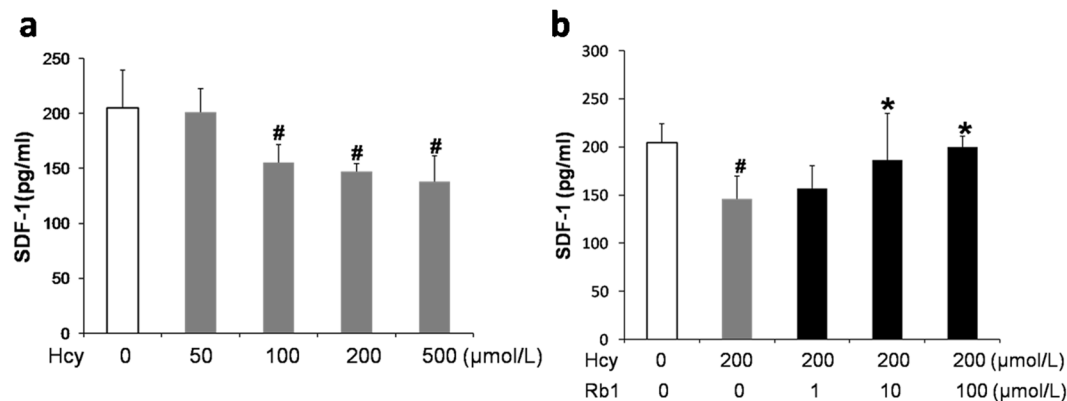 a
SDF-1(pg/ml)
250
200
150
100
50
0
# # #
Hcy 0 50 100 200 500 (μmol/L)
b
SDF-1 (pg/ml)
300
250
200
150
100
50
0
# * *
Hcy 0 200 200 200 200 (μmol/L)
Rb1 0 0 1 10 100 (μmol/L)